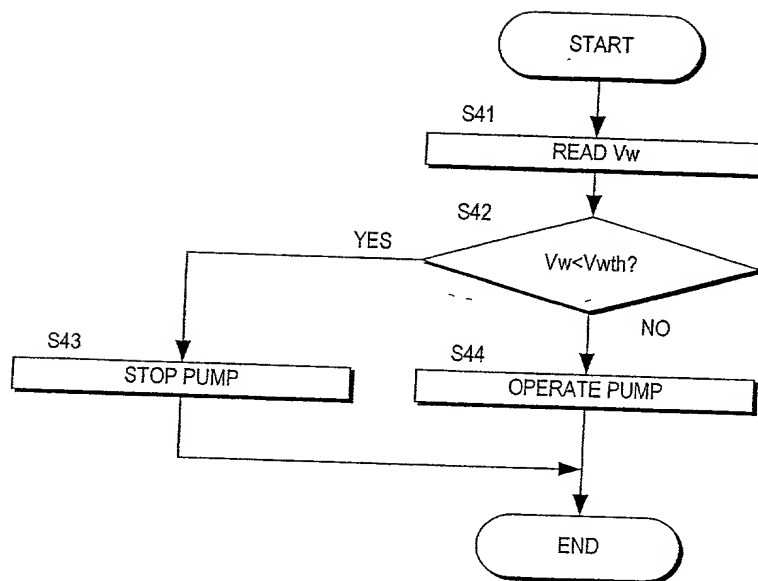 START
S41
READ Vw
S42
YES
Vw<Vwth?
NO
S43
STOP PUMP
S44
OPERATE PUMP
END